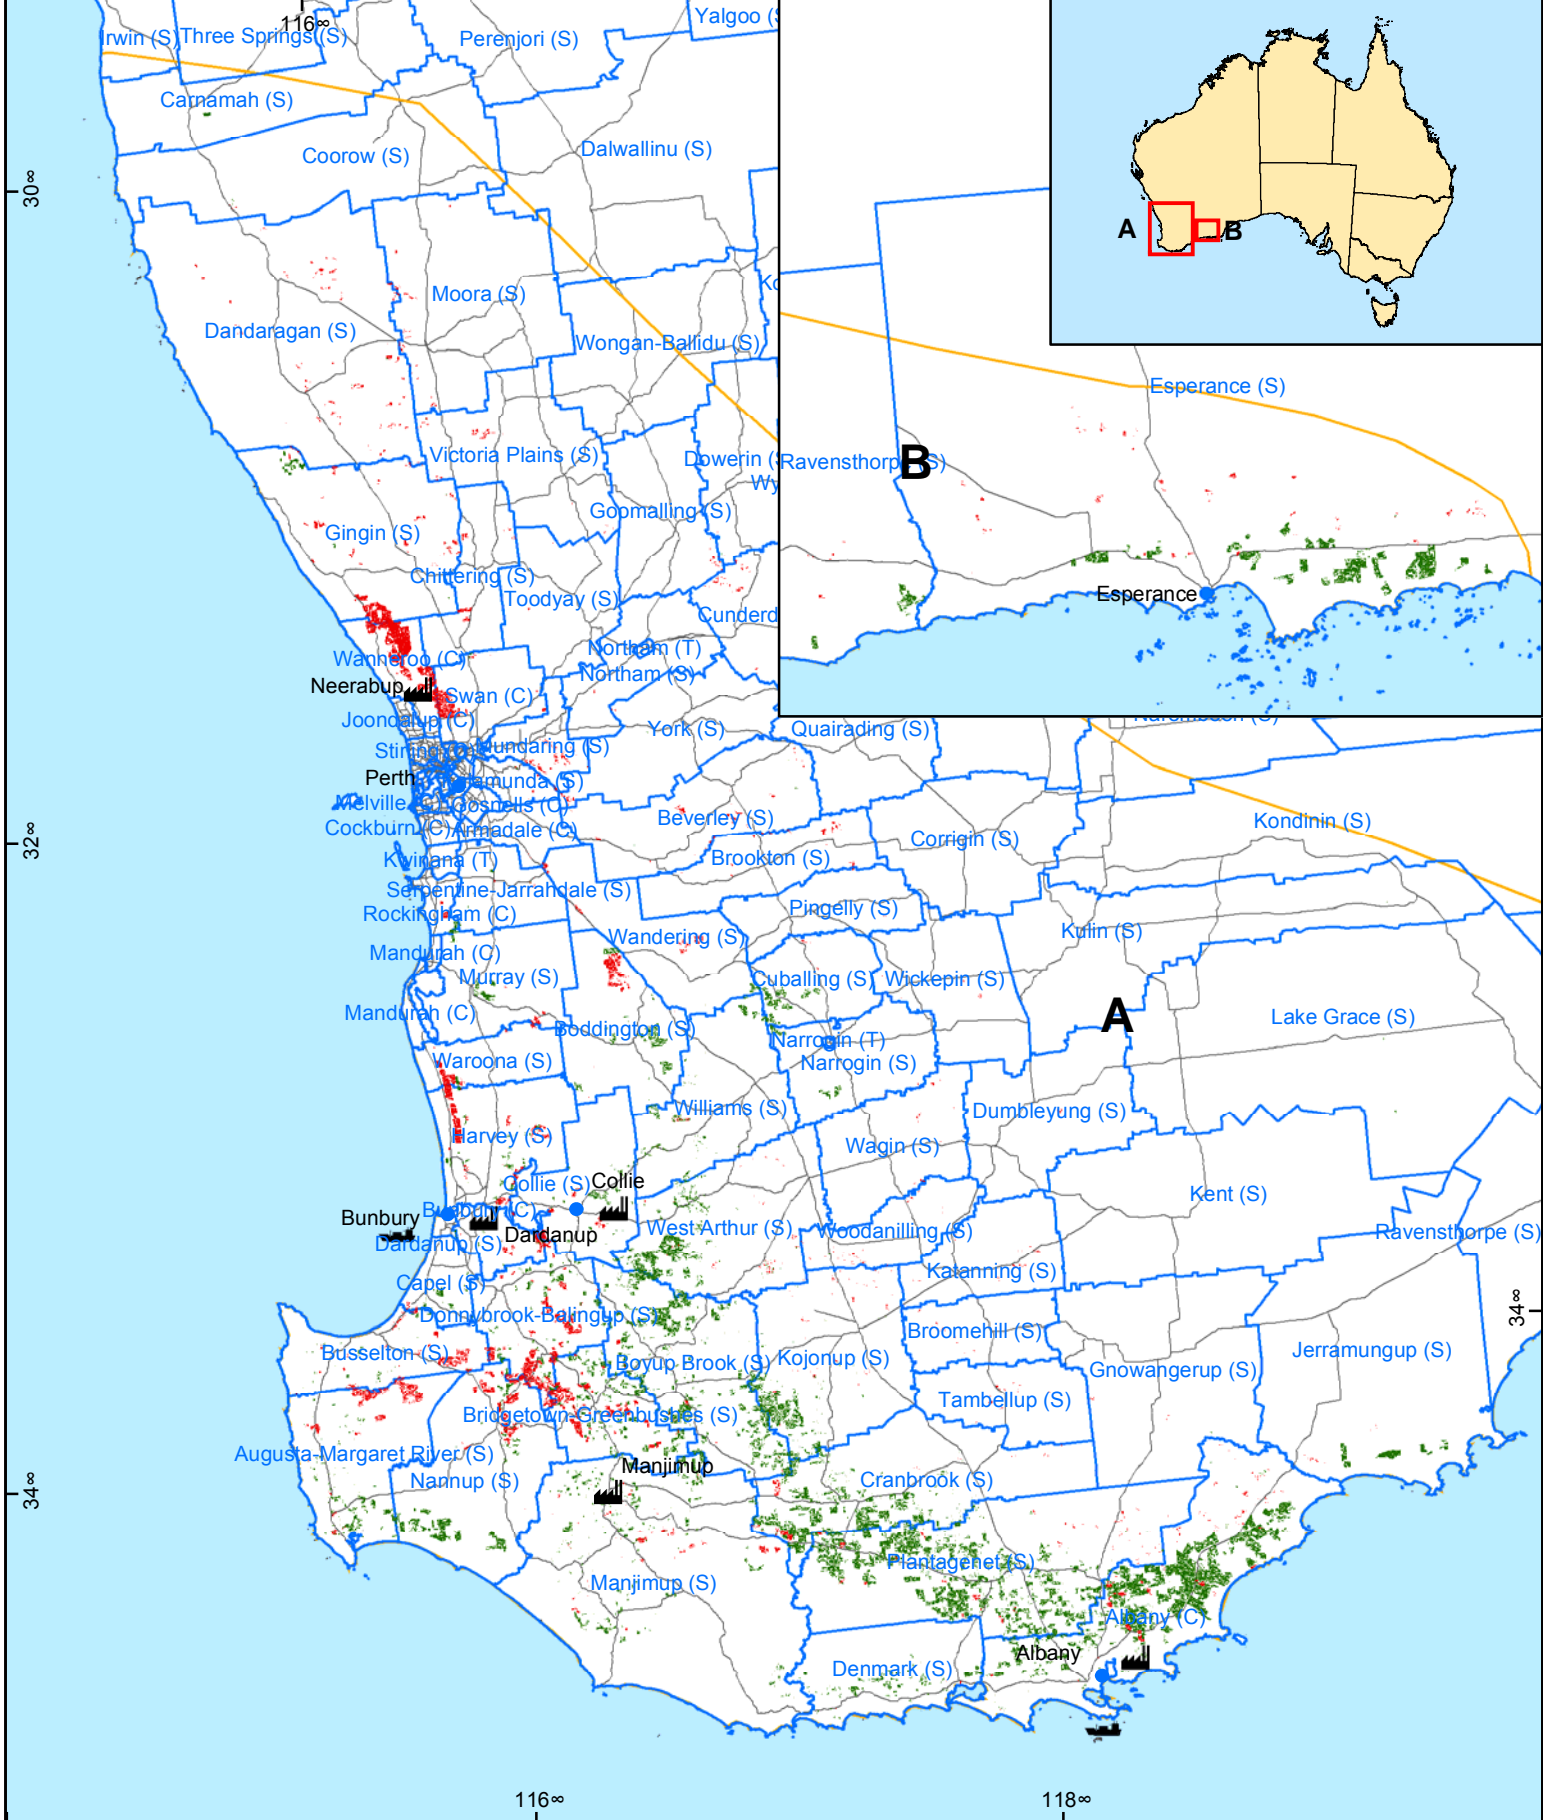 116∞
Irwin (S)
Three Springs (S)
Perenjori (S)
Yalgoo (S
Carnamah (S)
Coorow (S)
Dalwallinu (S)
30∞
A
B
Moora (S)
Dandaragan (S)
Wongan-Ballidu (S)
Esperance (S)
Victoria Plains (S)
Dowerin (S
Wy
B
Ravensthorpe (S)
Goomalling (S)
Gingin (S)
Chittering (S)
Toodyay (S)
Esperance
Cunderd
Wanneroo (C)
Northam (T)
Northam (S)
Neerabup
Swan (C)
Joondalup (C)
York (S)
Quairading (S)
Stirling (C)
Mundaring (S)
Perth
Kalamunda (S)
Melville (C)
Gosnells (C)
Beverley (S)
Kondinin (S)
Cockburn (C)
Armadale (C)
32∞
Corrigin (S)
Kwinana (T)
Brookton (S)
Serpentine-Jarrahdale (S)
Rockingham (C)
Pingelly (S)
Wandering (S)
Kulin (S)
Mandurah (C)
Murray (S)
Cuballing (S)
Wickepin (S)
Mandurah (C)
A
Lake Grace (S)
Boddington (S)
Narrogin (T)
Narrogin (S)
Waroona (S)
Williams (S)
Dumbleyung (S)
Harvey (S)
Wagin (S)
Collie (S)
Collie
Kent (S)
Bunbury
Bunbury (C)
Dardanup
West Arthur (S)
Woodanilling (S)
Ravensthorpe (S)
Dardanup (S)
Katanning (S)
Capel (S)
Donnybrook-Balingup (S)
34∞
Broomehill (S)
Busselton (S)
Boyup Brook (S)
Kojonup (S)
Gnowangerup (S)
Jerramungup (S)
Tambellup (S)
Bridgetown-Greenbushes (S)
Augusta-Margaret River (S)
Manjimup
Nannup (S)
Cranbrook (S)
34∞
Plantagenet (S)
Manjimup (S)
Albany (C)
Albany
Denmark (S)
116∞
118∞